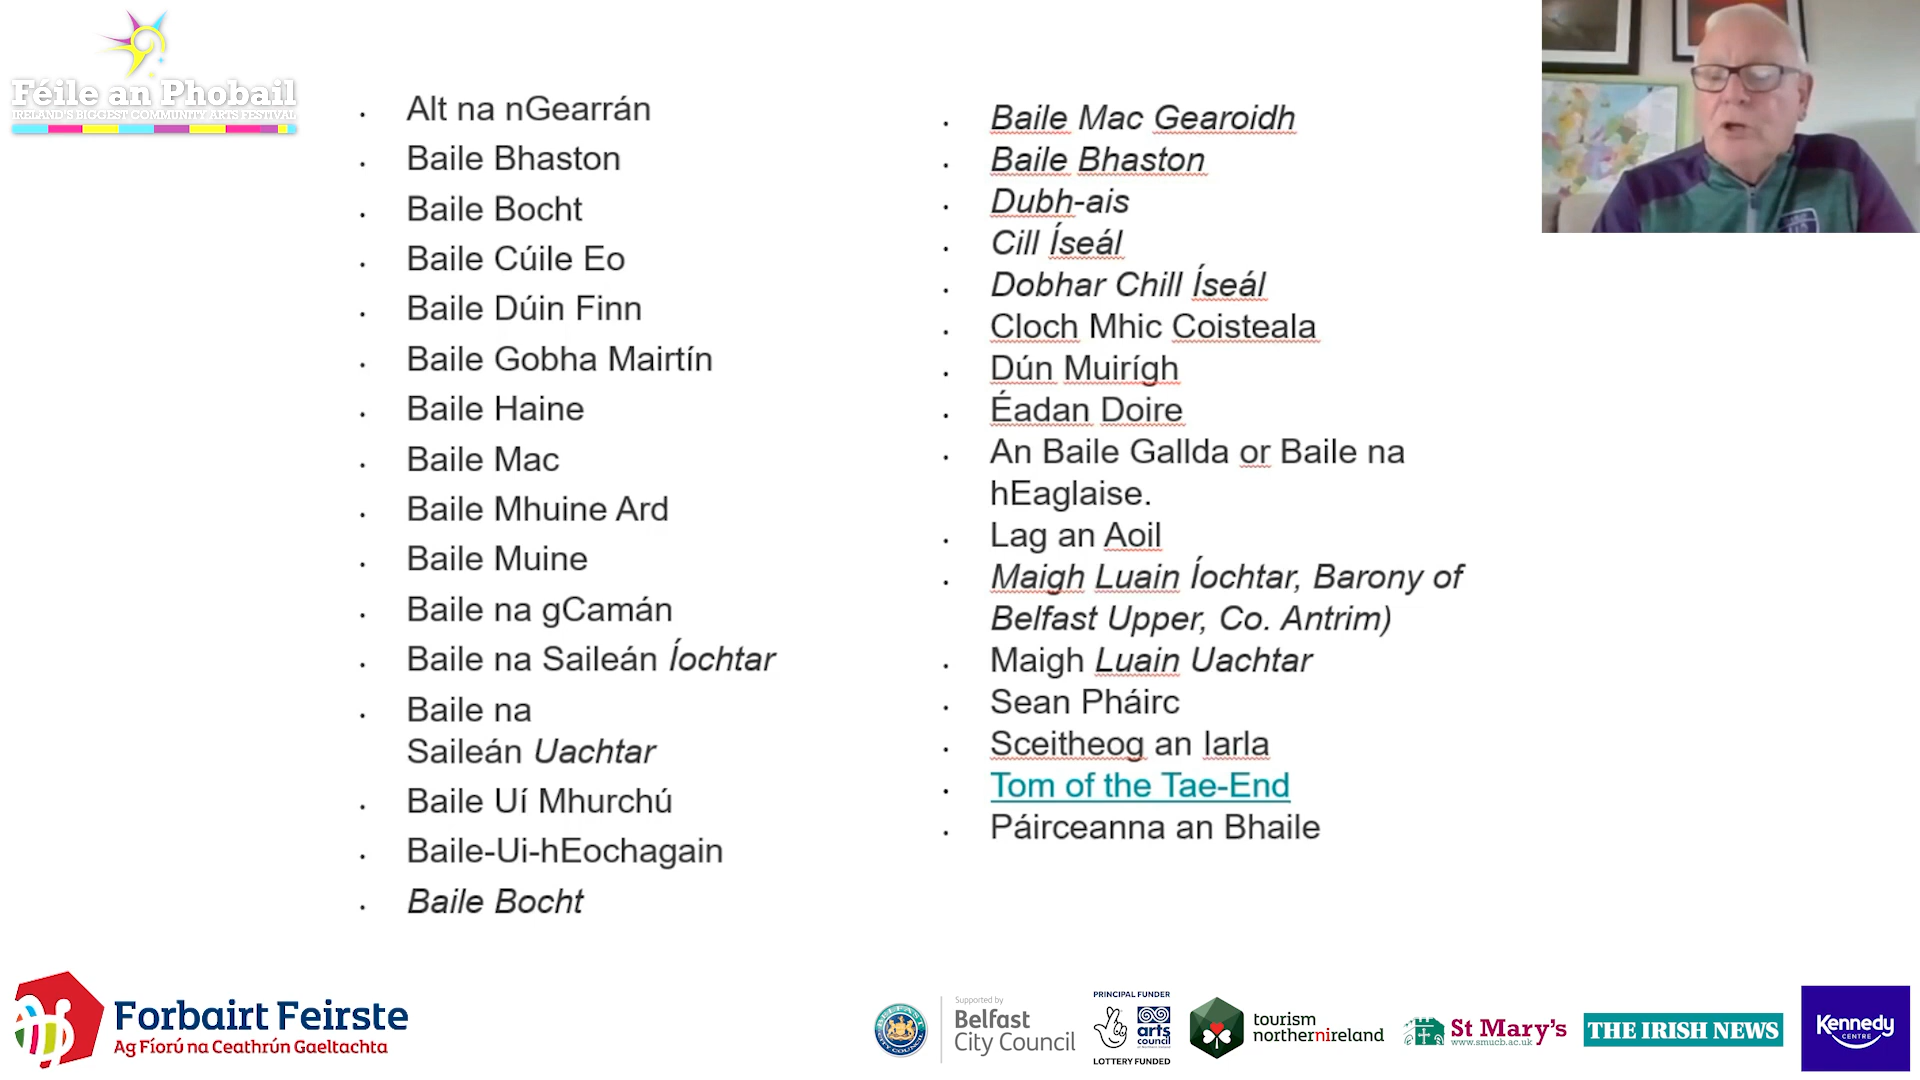 Féile an Phobail
IRELAND'S BIGGEST COMMUNITY ARTS FESTIVAL
Alt na nGearrán
Baile Bhaston
Baile Bocht
Baile Cúile Eo
Baile Dúin Finn
Baile Gobha Mairtín
Baile Haine
Baile Mac
Baile Mhuine Ard
Baile Muine
Baile na gCamán
Baile na Saileán Íochtar
Baile na
Saileán Uachtar
Baile Uí Mhurchú
Baile-Ui-hEochagain
Baile Bocht
Baile Mac Gearoidh
Baile Bhaston
Dubh-ais
Cill Íseál
Dobhar Chill Íseál
Cloch Mhic Coisteala
Dún Muirígh
Éadan Doire
An Baile Gallda or Baile na
hEaglaise.
Lag an Aoil
Maigh Luain Íochtar, Barony of
Belfast Upper, Co. Antrim)
Maigh Luain Uachtar
Sean Pháirc
Sceitheog an Iarla
Tom of the Tae-End
Páirceanna an Bhaile
Forbairt Feirste
Ag Fíorú na Ceathrún Gaeltachta
BELFAST CITY COUNCIL
Supported by
Belfast
City Council
PRINCIPAL FUNDER
arts
council
LOTTERY FUNDED
tourism
northernireland
St Mary's
www.smucb.ac.uk
THE IRISH NEWS
Kennedy
CENTRE